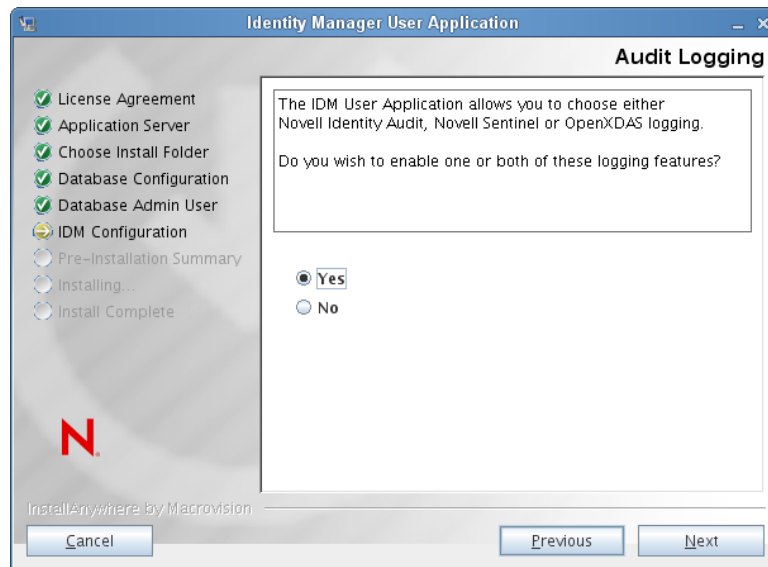 Identity Manager User Application
Audit Logging
License Agreement
Application Server
Choose Install Folder
Database Configuration
Database Admin User
IDM Configuration
Pre-Installation Summary
Installing...
Install Complete
The IDM User Application allows you to choose either
Novell Identity Audit, Novell Sentinel or OpenXDAS logging.
Do you wish to enable one or both of these logging features?
Yes
No
N.
InstallAnywhere by Macrovision
Cancel
Previous
Next